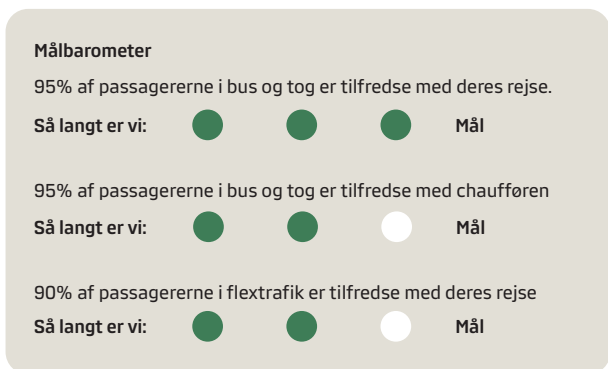 Målbarometer
95% af passagererne i bus og tog er tilfredse med deres rejse.
Så langt er vi: Mål
95% af passagererne i bus og tog er tilfredse med chaufføren
Så langt er vi: Mål
90% af passagererne i flextrafik er tilfredse med deres rejse
Så langt er vi: Mål